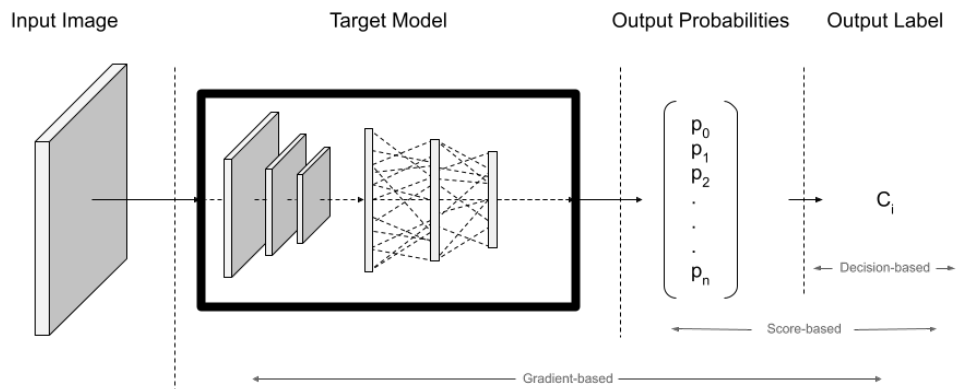 Input Image
Target Model
Output Probabilities
Output Label
p0
p1
p2
.
.
.
pn
Ci
Decision-based
Score-based
Gradient-based